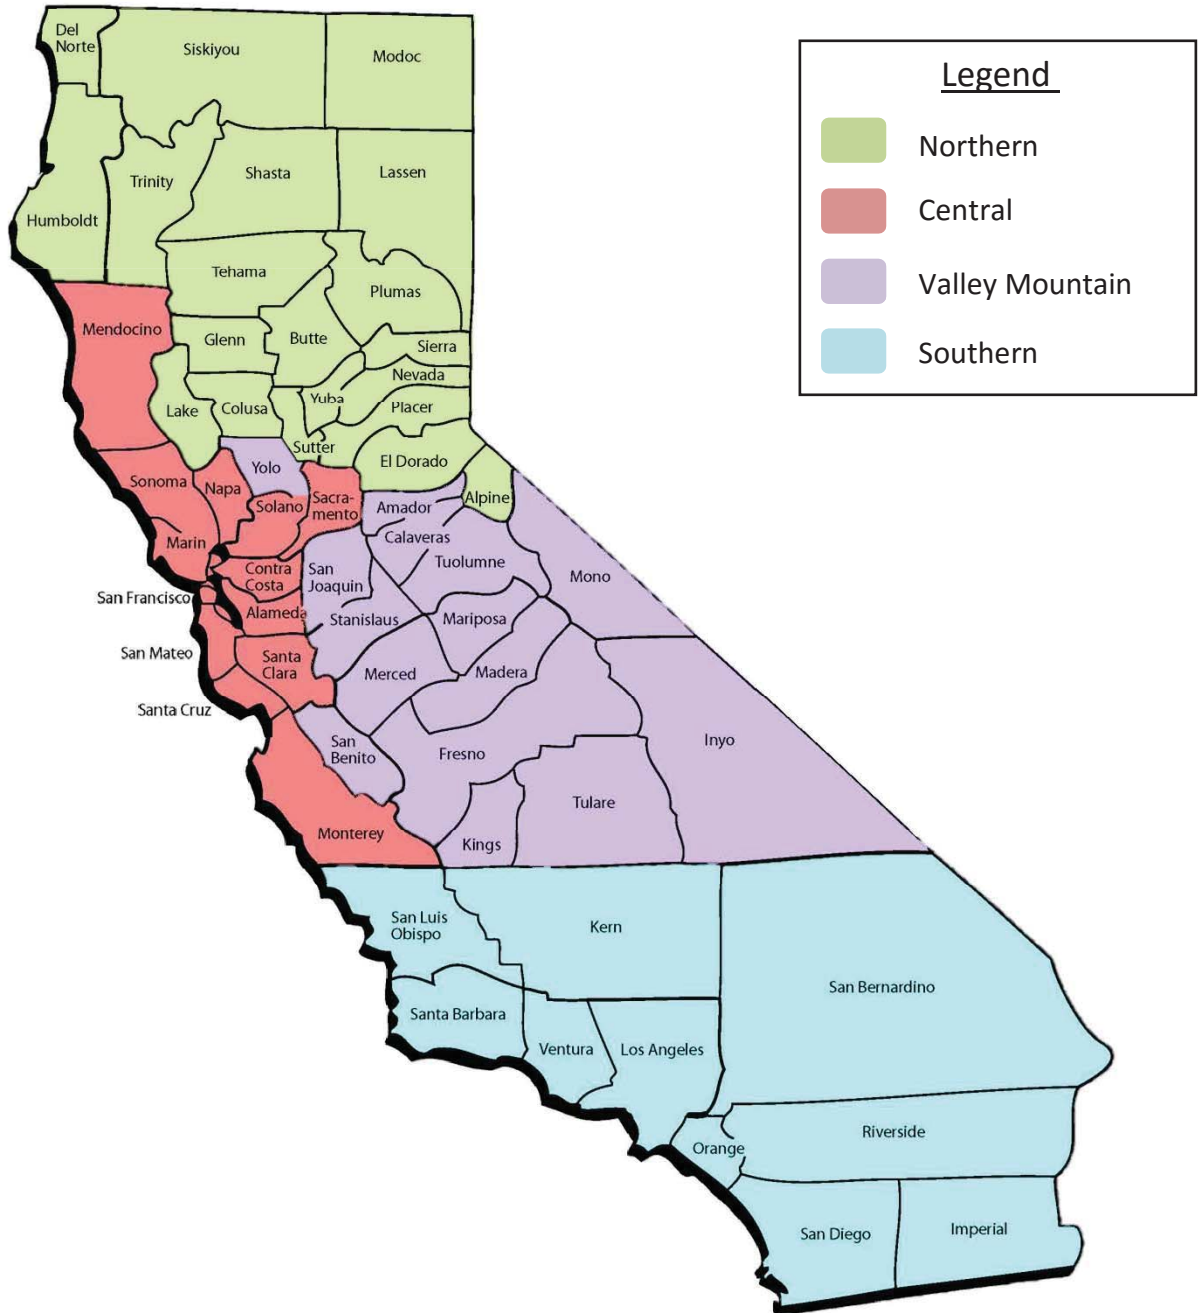 Del
Norte
Siskiyou
Modoc
Legend
Northern
Central
Valley Mountain
Southern
Humboldt
Trinity
Shasta
Lassen
Tehama
Plumas
Mendocino
Glenn
Butte
Sierra
Nevada
Yuba
Placer
Lake
Colusa
Sutter
El Dorado
Yolo
Sonoma
Napa
Solano
Sacra-
mento
Amador
Alpine
Calaveras
Marin
Contra
Costa
San
Joaquin
Tuolumne
Mono
San Francisco
Alameda
Stanislaus
Mariposa
San Mateo
Santa
Clara
Merced
Madera
Santa Cruz
San
Benito
Fresno
Inyo
Tulare
Monterey
Kings
San Luis
Obispo
Kern
San Bernardino
Santa Barbara
Ventura
Los Angeles
Orange
Riverside
San Diego
Imperial